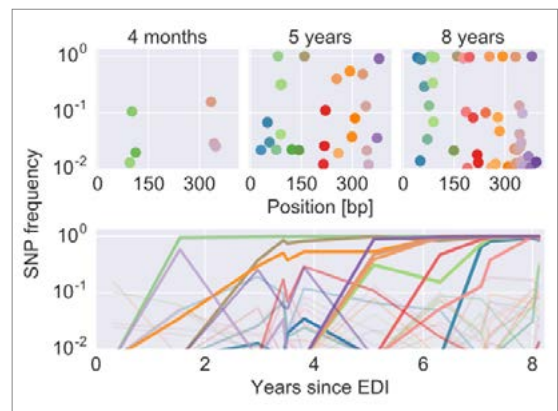 4 months 5 years 8 years
10^0
10^-1
10^-2
0 150 300 0 150 300 0 150 300
Position [bp]
SNP frequency
10^0
10^-1
10^-2
0 2 4 6 8
Years since EDI